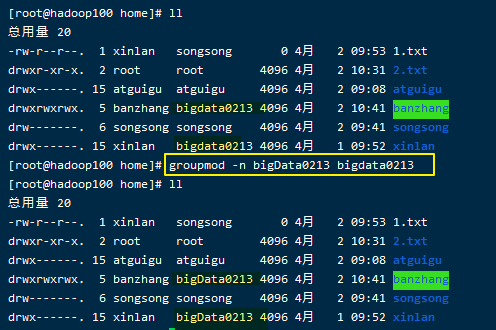 [root@hadoop100 home]# ll
总用量 20
-rw-r--r--.  1 xinlan   songsong      0 4月   2 09:53 1.txt
drwxr-xr-x.  2 root     root       4096 4月   2 10:31 2.txt
drwx------. 15 atguigu  atguigu    4096 4月   2 09:08 atguigu
drwxrwxrwx.  5 banzhang bigdata0213 4096 4月   2 10:41 banzhang
drw-------.  6 songsong songsong   4096 4月   2 09:41 songsong
drwx------. 15 xinlan   bigdata0213 4096 4月   1 09:52 xinlan
[root@hadoop100 home]# groupmod -n bigData0213 bigdata0213
[root@hadoop100 home]# ll
总用量 20
-rw-r--r--.  1 xinlan   songsong      0 4月   2 09:53 1.txt
drwxr-xr-x.  2 root     root       4096 4月   2 10:31 2.txt
drwx------. 15 atguigu  atguigu    4096 4月   2 09:08 atguigu
drwxrwxrwx.  5 banzhang bigData0213 4096 4月   2 10:41 banzhang
drw-------.  6 songsong songsong   4096 4月   2 09:41 songsong
drwx------. 15 xinlan   bigData0213 4096 4月   1 09:52 xinlan